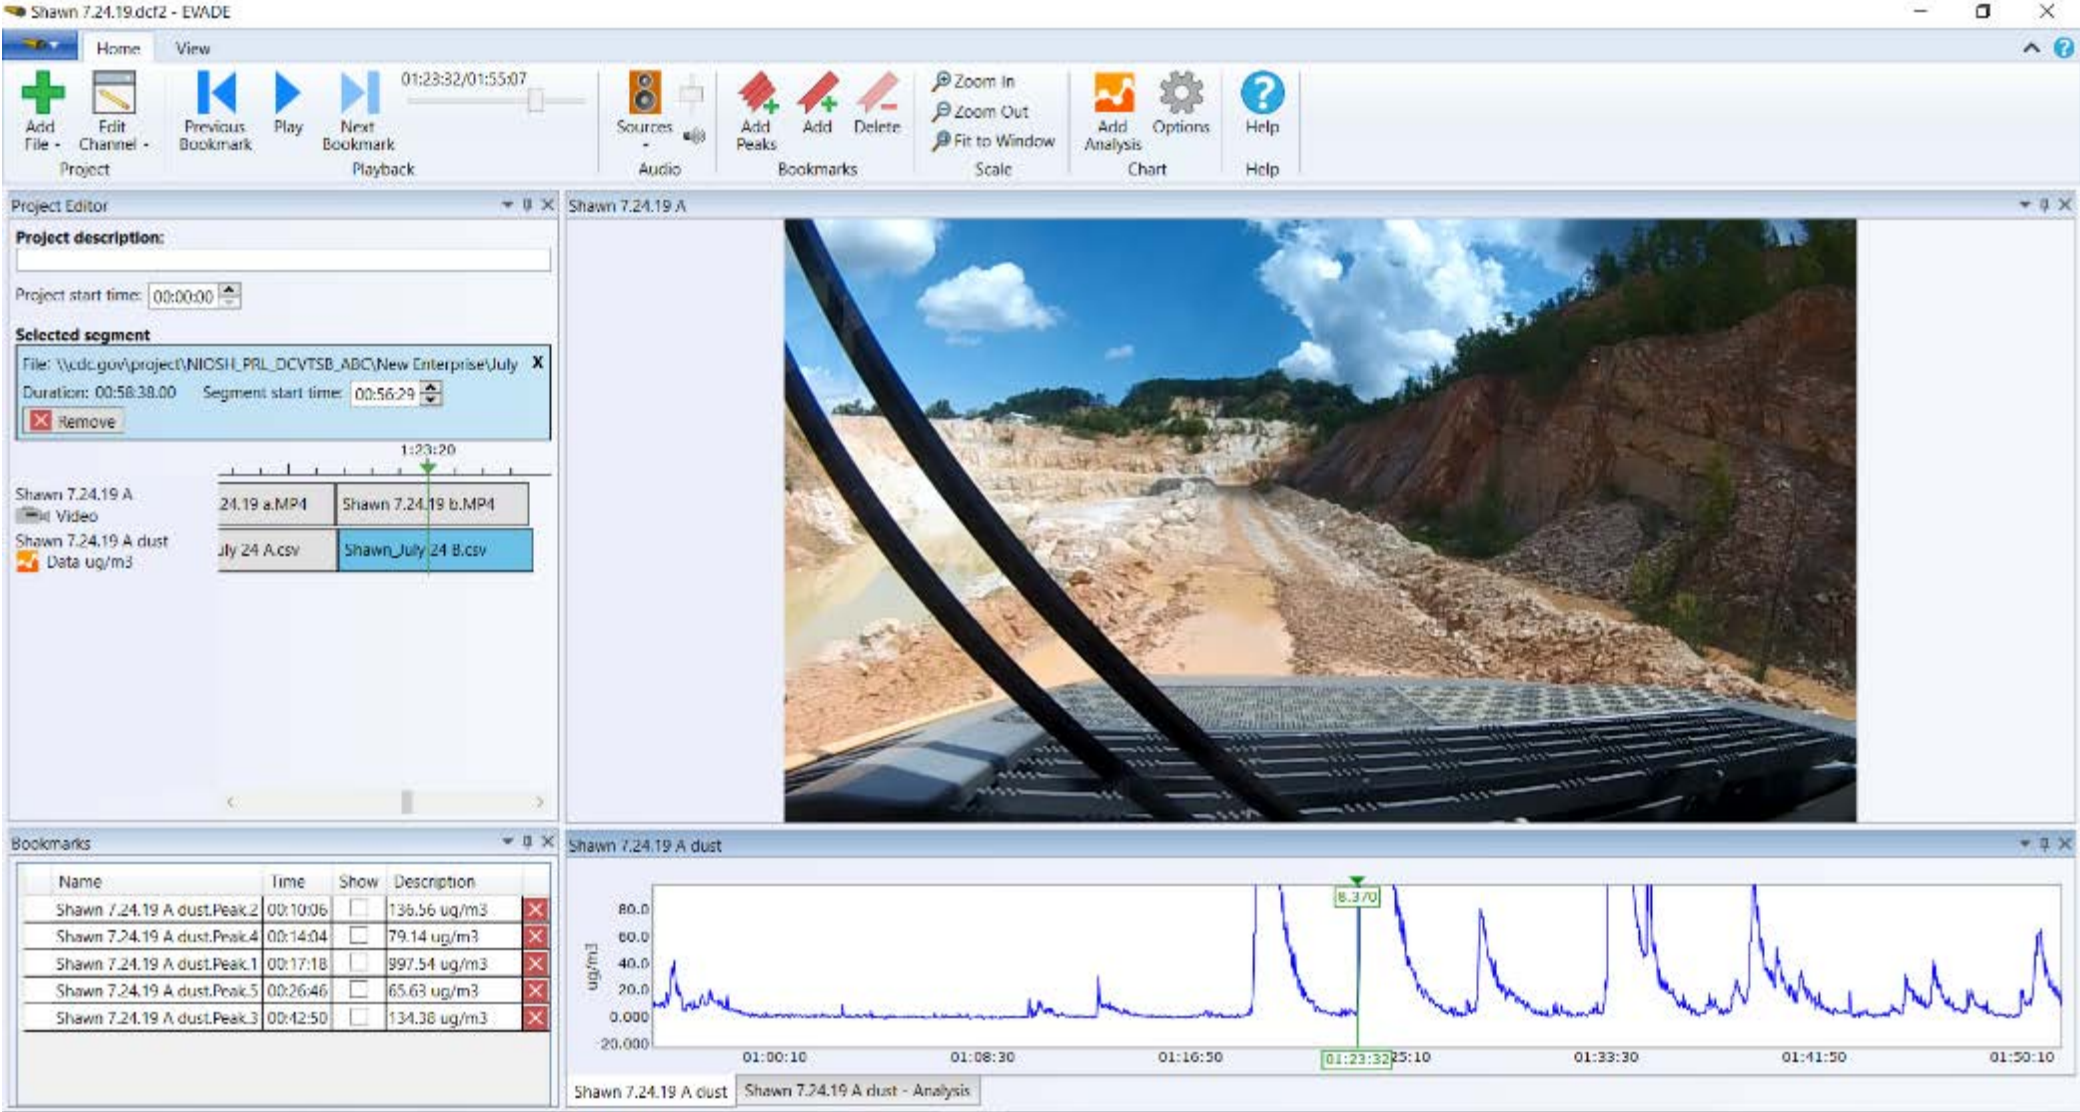 Shawn 7.24.19.dcf2 - EVADE
Home View
01:23:32/01:55:07
Add File
Edit Channel
Previous Bookmark
Play
Next Bookmark
Sources
Add Peaks
Add
Delete
Zoom In
Zoom Out
Fit to Window
Add Analysis
Options
Help
Project
Playback
Audio
Bookmarks
Scale
Chart
Help
Project Editor
Project description:
Project start time: 00:00:00
Selected segment
File: \\cdc.gov\project\NIOSH_PRL_DCVTSB_ABC\New Enterprise\July X
Duration: 00:58:38.00 Segment start time: 00:56:29
Remove
1:23:20
Shawn 7.24.19 A
Video
24.19 a.MP4 Shawn 7.24.19 b.MP4
Shawn 7.24.19 A dust
Data ug/m3
uly 24 A.csv Shawn_July 24 B.csv
Shawn 7.24.19 A
Bookmarks
Name Time Show Description
Shawn 7.24.19 A dust.Peak.2 00:10:06 136.56 ug/m3
Shawn 7.24.19 A dust.Peak.4 00:14:04 79.14 ug/m3
Shawn 7.24.19 A dust.Peak.1 00:17:18 997.54 ug/m3
Shawn 7.24.19 A dust.Peak.5 00:26:46 65.63 ug/m3
Shawn 7.24.19 A dust.Peak.3 00:42:50 134.38 ug/m3
Shawn 7.24.19 A dust
8.370
ug/m3
80.0
60.0
40.0
20.0
0.000
-20.000
01:00:10 01:08:30 01:16:50 01:23:32 25:10 01:33:30 01:41:50 01:50:10
Shawn 7.24.19 A dust Shawn 7.24.19 A dust - Analysis